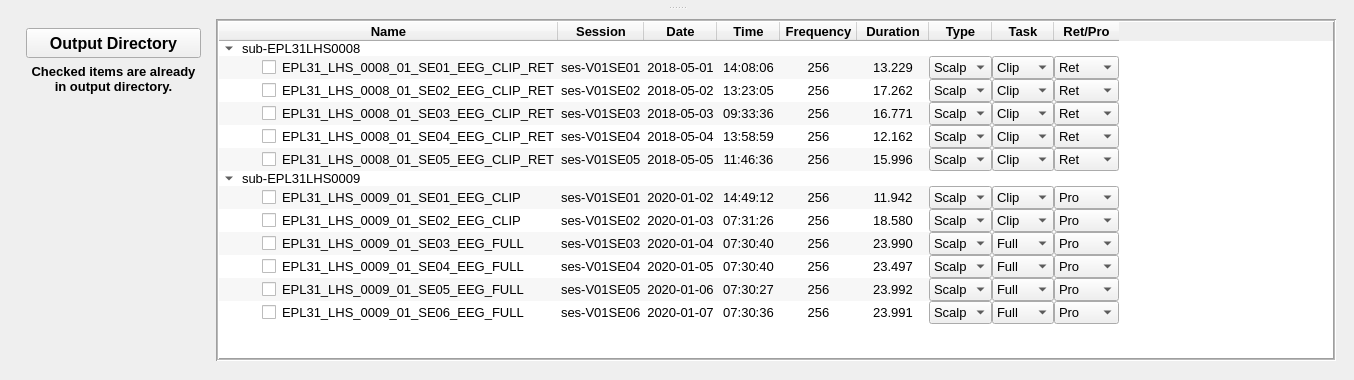 Output Directory
Checked items are already
in output directory.
Name Session Date Time Frequency Duration Type Task Ret/Pro
sub-EPL31LHS0008
EPL31_LHS_0008_01_SE01_EEG_CLIP_RET ses-V01SE01 2018-05-01 14:08:06 256 13.229 Scalp Clip Ret
EPL31_LHS_0008_01_SE02_EEG_CLIP_RET ses-V01SE02 2018-05-02 13:23:05 256 17.262 Scalp Clip Ret
EPL31_LHS_0008_01_SE03_EEG_CLIP_RET ses-V01SE03 2018-05-03 09:33:36 256 16.771 Scalp Clip Ret
EPL31_LHS_0008_01_SE04_EEG_CLIP_RET ses-V01SE04 2018-05-04 13:58:59 256 12.162 Scalp Clip Ret
EPL31_LHS_0008_01_SE05_EEG_CLIP_RET ses-V01SE05 2018-05-05 11:46:36 256 15.996 Scalp Clip Ret
sub-EPL31LHS0009
EPL31_LHS_0009_01_SE01_EEG_CLIP ses-V01SE01 2020-01-02 14:49:12 256 11.942 Scalp Clip Pro
EPL31_LHS_0009_01_SE02_EEG_CLIP ses-V01SE02 2020-01-03 07:31:26 256 18.580 Scalp Clip Pro
EPL31_LHS_0009_01_SE03_EEG_FULL ses-V01SE03 2020-01-04 07:30:40 256 23.990 Scalp Full Pro
EPL31_LHS_0009_01_SE04_EEG_FULL ses-V01SE04 2020-01-05 07:30:40 256 23.497 Scalp Full Pro
EPL31_LHS_0009_01_SE05_EEG_FULL ses-V01SE05 2020-01-06 07:30:27 256 23.992 Scalp Full Pro
EPL31_LHS_0009_01_SE06_EEG_FULL ses-V01SE06 2020-01-07 07:30:36 256 23.991 Scalp Full Pro